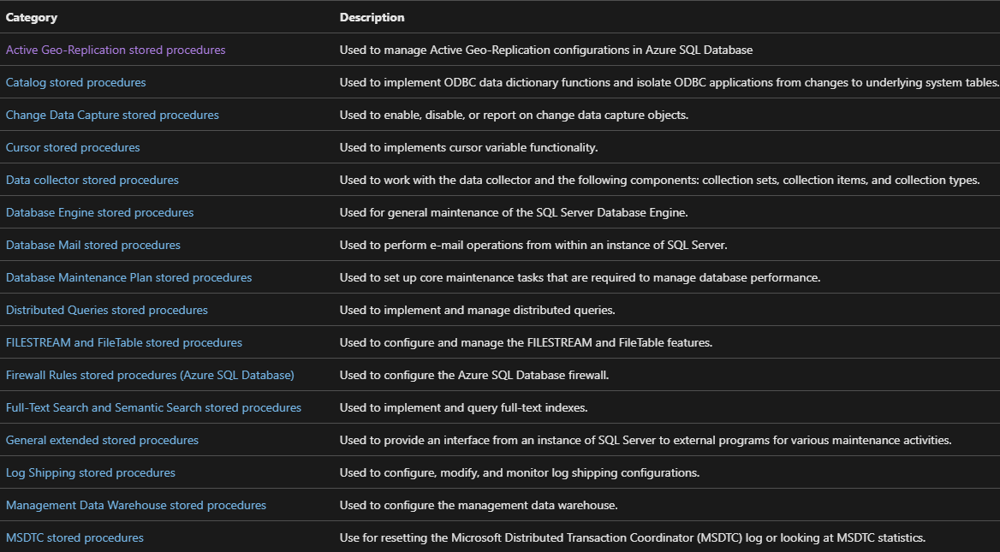 Category Description
Active Geo-Replication stored procedures Used to manage Active Geo-Replication configurations in Azure SQL Database
Catalog stored procedures Used to implement ODBC data dictionary functions and isolate ODBC applications from changes to underlying system tables.
Change Data Capture stored procedures Used to enable, disable, or report on change data capture objects.
Cursor stored procedures Used to implements cursor variable functionality.
Data collector stored procedures Used to work with the data collector and the following components: collection sets, collection items, and collection types.
Database Engine stored procedures Used for general maintenance of the SQL Server Database Engine.
Database Mail stored procedures Used to perform e-mail operations from within an instance of SQL Server.
Database Maintenance Plan stored procedures Used to set up core maintenance tasks that are required to manage database performance.
Distributed Queries stored procedures Used to implement and manage distributed queries.
FILESTREAM and FileTable stored procedures Used to configure and manage the FILESTREAM and FileTable features.
Firewall Rules stored procedures (Azure SQL Database) Used to configure the Azure SQL Database firewall.
Full-Text Search and Semantic Search stored procedures Used to implement and query full-text indexes.
General extended stored procedures Used to provide an interface from an instance of SQL Server to external programs for various maintenance activities.
Log Shipping stored procedures Used to configure, modify, and monitor log shipping configurations.
Management Data Warehouse stored procedures Used to configure the management data warehouse.
MSDTC stored procedures Use for resetting the Microsoft Distributed Transaction Coordinator (MSDTC) log or looking at MSDTC statistics.